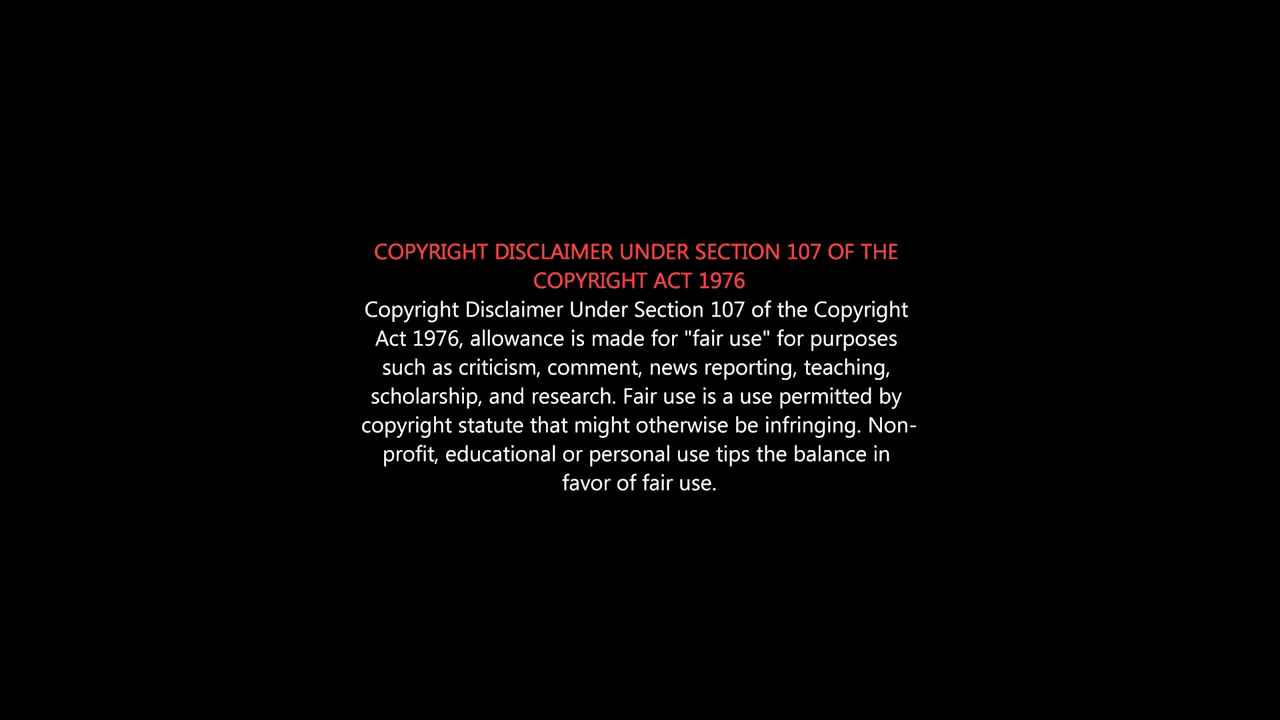 COPYRIGHT DISCLAIMER UNDER SECTION 107 OF THE
COPYRIGHT ACT 1976
Copyright Disclaimer Under Section 107 of the Copyright
Act 1976, allowance is made for "fair use" for purposes
such as criticism, comment, news reporting, teaching,
scholarship, and research. Fair use is a use permitted by
copyright statute that might otherwise be infringing. Non-
profit, educational or personal use tips the balance in
favor of fair use.